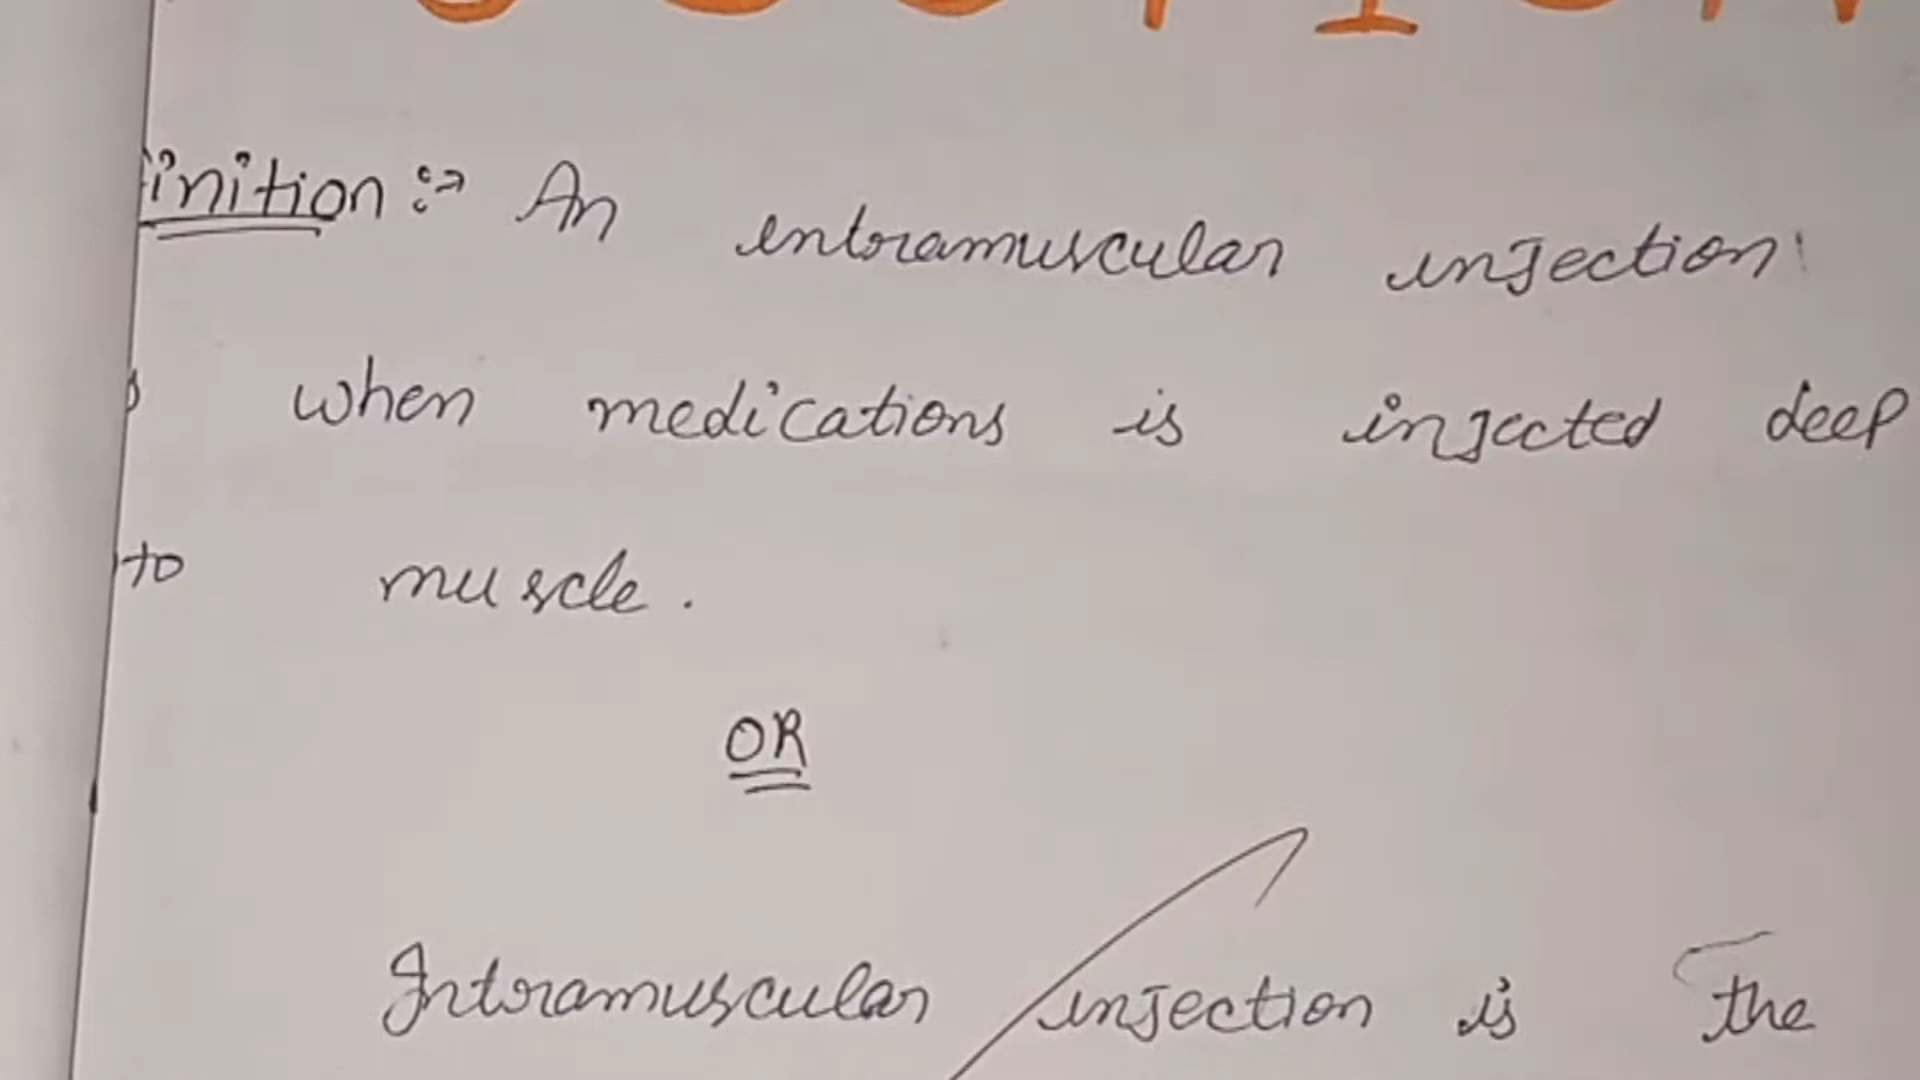 inition :→ An intramuscular injection
when medications is injected deep
to muscle.
OR
Intramuscular injection is the